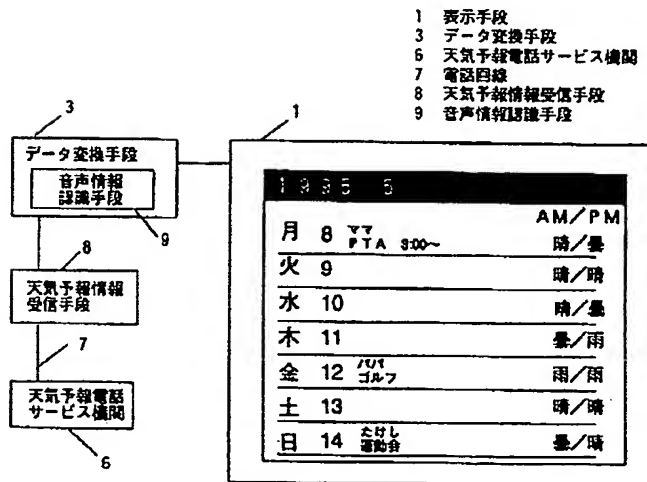 1 表示手段
3 データ変換手段
6 天気予報電話サービス機関
7 電話回線
8 天気予報情報受信手段
9 音声情報認識手段
3
1
データ変換手段
音声情報
認識手段
9
8
天気予報情報
受信手段
7
天気予報電話
サービス機関
6
1995 5
AM/PM
月 8 ママ PTA 3:00～ 晴/曇
火 9 晴/晴
水 10 晴/曇
木 11 曇/雨
金 12 パパ ゴルフ 雨/雨
土 13 晴/晴
日 14 たけし 運動会 曇/晴